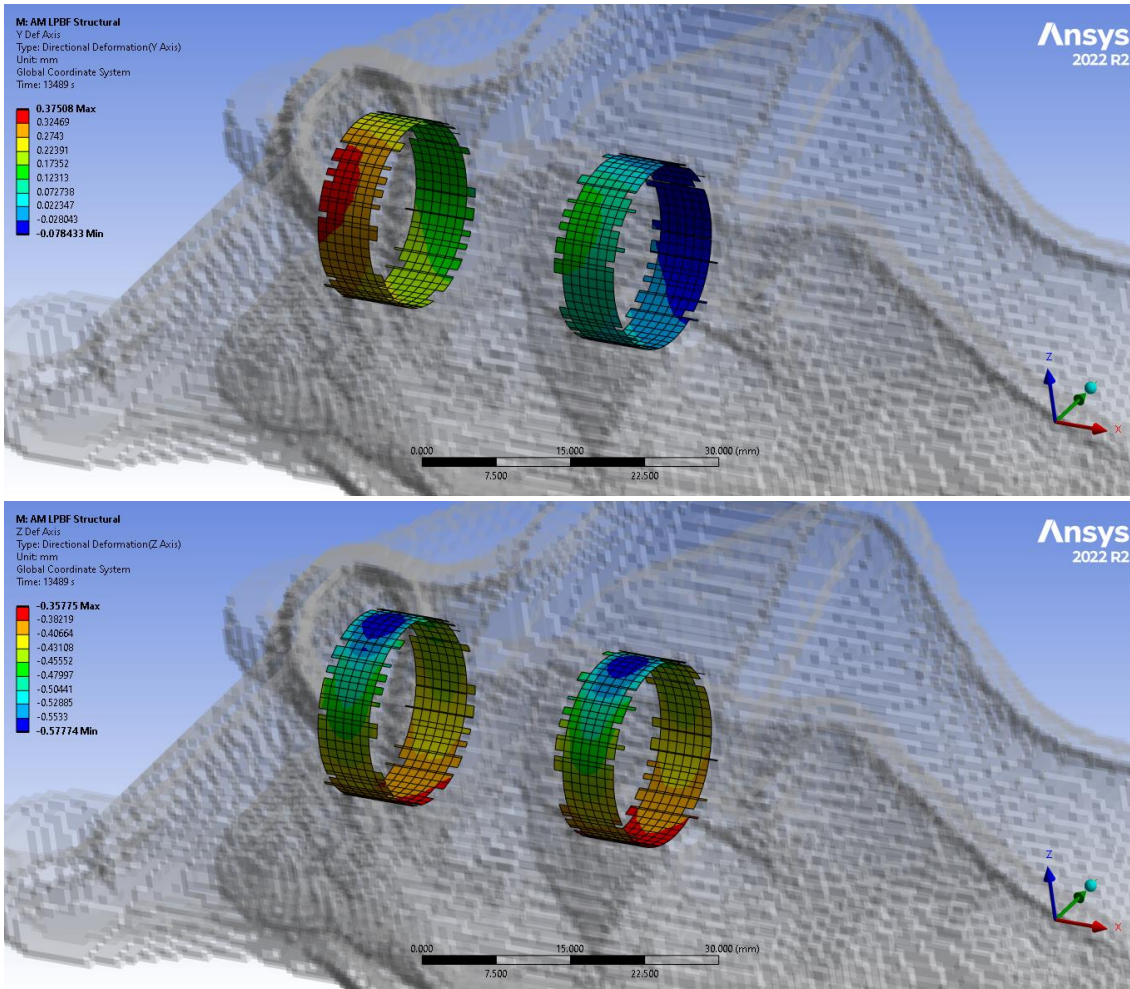 M: AM LPBF Structural
Y Def Axis
Type: Directional Deformation(Y Axis)
Unit: mm
Global Coordinate System
Time: 13489 s
0.37508 Max
0.32469
0.2743
0.22391
0.17352
0.12313
0.072738
0.022347
-0.028043
-0.078433 Min
Ansys
2022 R2
Z
X
0.000
15.000
30.000 (mm)
7.500
22.500
M: AM LPBF Structural
Z Def Axis
Type: Directional Deformation(Z Axis)
Unit: mm
Global Coordinate System
Time: 13489 s
-0.35775 Max
-0.38219
-0.40664
-0.43108
-0.45552
-0.47997
-0.50441
-0.52885
-0.5533
-0.57774 Min
Ansys
2022 R2
Z
X
0.000
15.000
30.000 (mm)
7.500
22.500